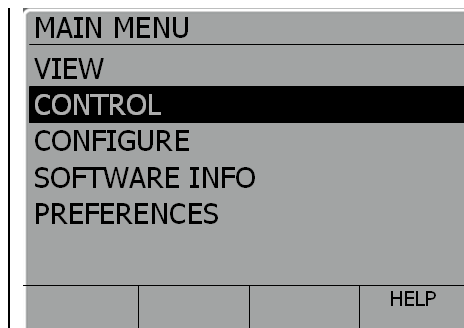 MAIN MENU
VIEW
CONTROL
CONFIGURE
SOFTWARE INFO
PREFERENCES
HELP